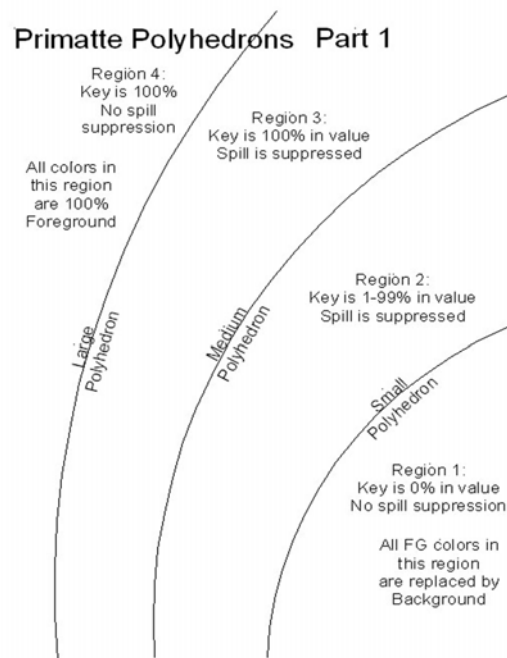 Primatte Polyhedrons Part 1
Region 4:
Key is 100%
No spill
suppression
All colors in
this region
are 100%
Foreground
Region 3:
Key is 100% in value
Spill is suppressed
Region 2:
Key is 1-99% in value
Spill is suppressed
Large
Polyhedron
Medium
Polyhedron
Small
Polyhedron
Region 1:
Key is 0% in value
No spill suppression
All FG colors in
this region
are replaced by
Background